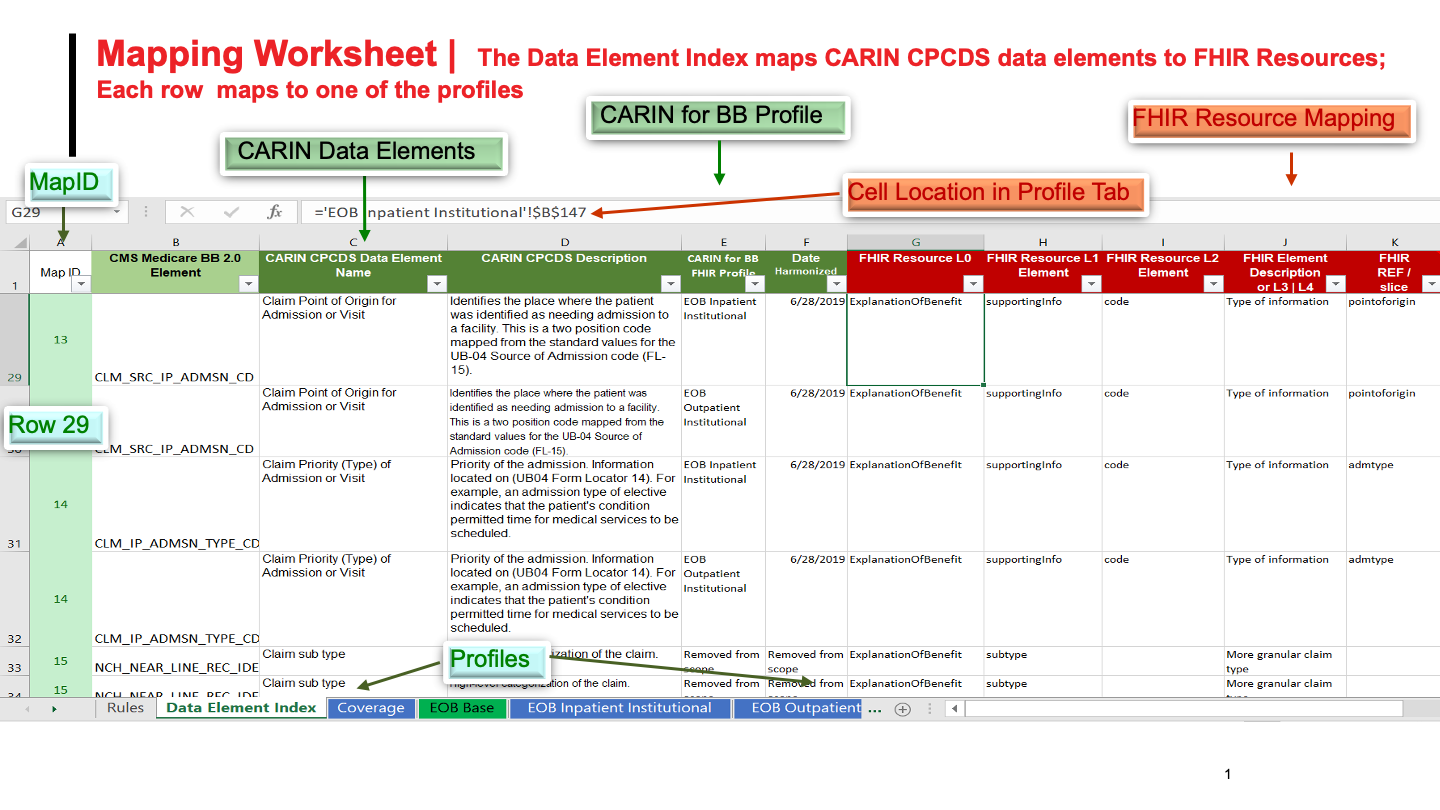 Mapping Worksheet | The Data Element Index maps CARIN CPCDS data elements to FHIR Resources;
Each row maps to one of the profiles
CARIN for BB Profile
FHIR Resource Mapping
CARIN Data Elements
MapID
Cell Location in Profile Tab
G29
fx
='EOB Inpatient Institutional'!$B$147
A B C D E F G H I J K
1
Map ID
CMS Medicare BB 2.0
Element
CARIN CPCDS Data Element
Name
CARIN CPCDS Description
CARIN for BB
FHIR Profile
Date
Harmonized
FHIR Resource L0
FHIR Resource L1
Element
FHIR Resource L2
Element
FHIR Element
Description
or L3 | L4
FHIR
REF /
slice
29
13
CLM_SRC_IP_ADMSN_CD
Claim Point of Origin for
Admission or Visit
Identifies the place where the patient
was identified as needing admission to
a facility. This is a two position code
mapped from the standard values for the
UB-04 Source of Admission code (FL-
15).
EOB Inpatient
Institutional
6/28/2019
ExplanationOfBenefit
supportingInfo
code
Type of information
pointoforigin
Row 29
CLM_SRC_IP_ADMSN_CD
Claim Point of Origin for
Admission or Visit
Identifies the place where the patient was
identified as needing admission to a facility.
This is a two position code mapped from the
standard values for the UB-04 Source of
Admission code (FL-15).
EOB
Outpatient
Institutional
6/28/2019
ExplanationOfBenefit
supportingInfo
code
Type of information
pointoforigin
31
14
CLM_IP_ADMSN_TYPE_CD
Claim Priority (Type) of
Admission or Visit
Priority of the admission. Information
located on (UB04 Form Locator 14). For
example, an admission type of elective
indicates that the patient's condition
permitted time for medical services to be
scheduled.
EOB Inpatient
Institutional
6/28/2019
ExplanationOfBenefit
supportingInfo
code
Type of information
admtype
32
14
CLM_IP_ADMSN_TYPE_CD
Claim Priority (Type) of
Admission or Visit
Priority of the admission. Information
located on (UB04 Form Locator 14). For
example, an admission type of elective
indicates that the patient's condition
permitted time for medical services to be
scheduled.
EOB
Outpatient
Institutional
6/28/2019
ExplanationOfBenefit
supportingInfo
code
Type of information
admtype
33
15
NCH_NEAR_LINE_REC_IDE
Claim sub type
Profiles
of the claim.
Removed from
scope
Removed from
scope
ExplanationOfBenefit
subtype
More granular claim
type
34
15
NCH_NEAR_LINE_REC_IDE
Claim sub type
High-level categorization of the claim.
Removed from
Removed from
ExplanationOfBenefit
subtype
More granular claim
Rules
Data Element Index
Coverage
EOB Base
EOB Inpatient Institutional
EOB Outpatient
...
1